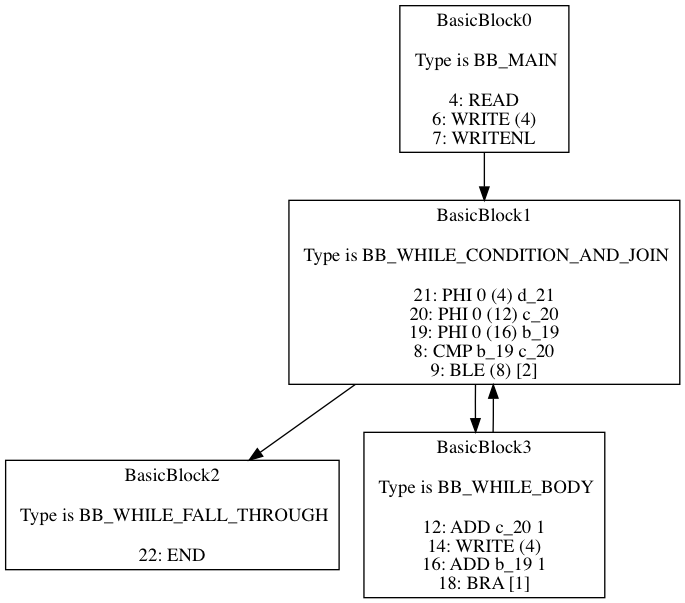 BasicBlock0
Type is BB_MAIN
4: READ
6: WRITE (4)
7: WRITENL
BasicBlock1
Type is BB_WHILE_CONDITION_AND_JOIN
21: PHI 0 (4) d_21
20: PHI 0 (12) c_20
19: PHI 0 (16) b_19
8: CMP b_19 c_20
9: BLE (8) [2]
BasicBlock2
Type is BB_WHILE_FALL_THROUGH
22: END
BasicBlock3
Type is BB_WHILE_BODY
12: ADD c_20 1
14: WRITE (4)
16: ADD b_19 1
18: BRA [1]